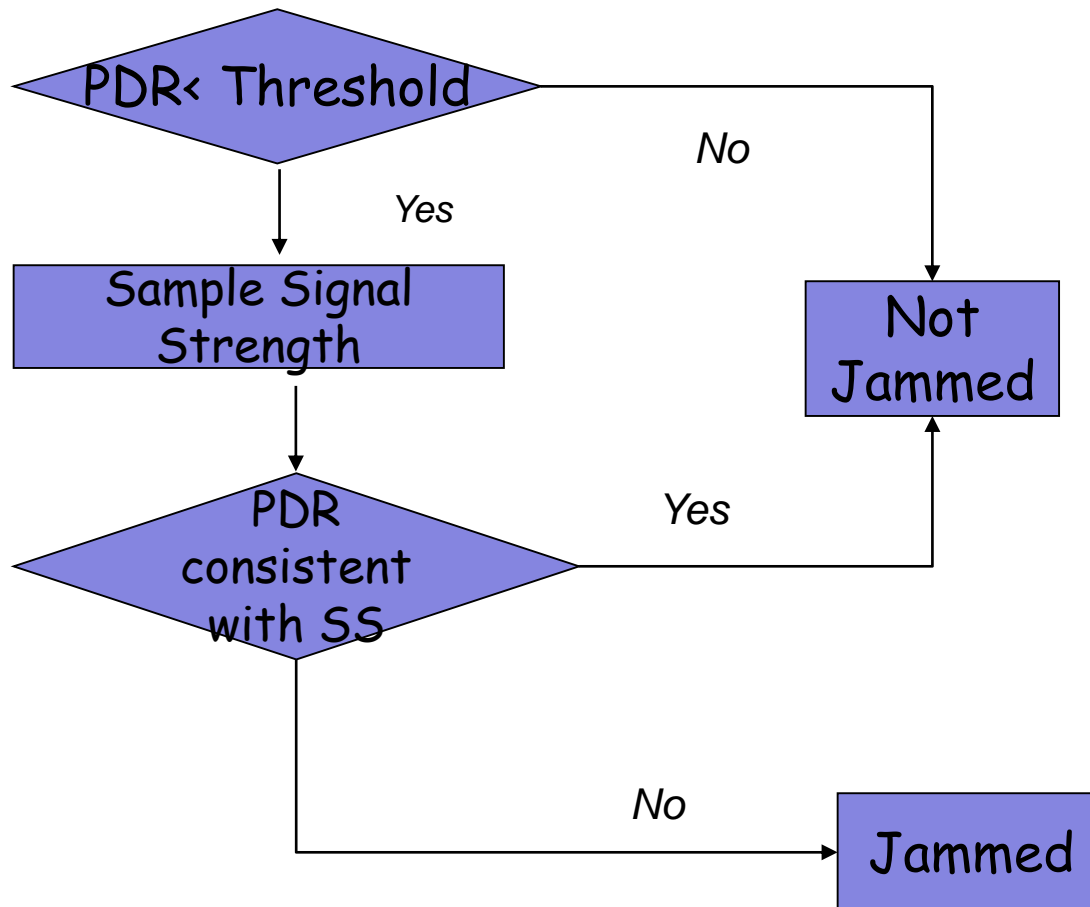 PDR< Threshold
No
Yes
Sample Signal
Strength
Not
Jammed
PDR
consistent
with SS
Yes
No
Jammed